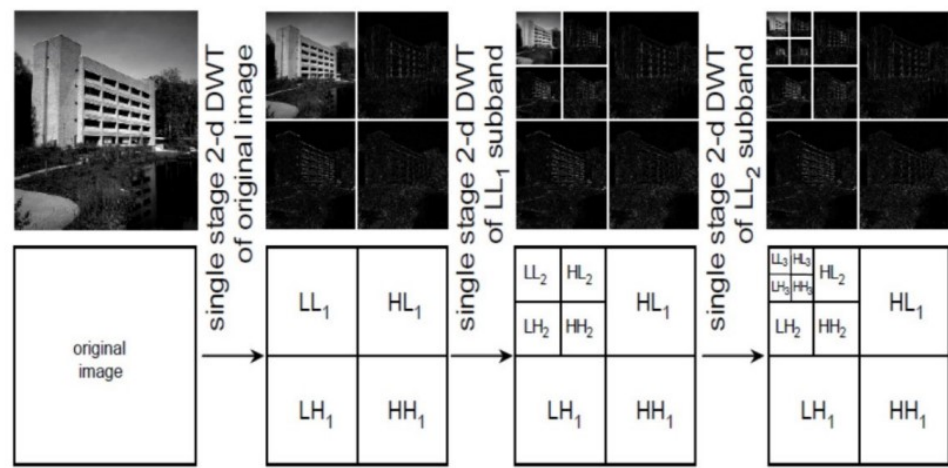 single stage 2-d DWT
of original image
single stage 2-d DWT
of LL₁ subband
single stage 2-d DWT
of LL₂ subband
original
image
LL₁ HL₁
LH₁ HH₁
LL₂ HL₂
LH₂ HH₂
HL₁
LH₁ HH₁
LL₃ HL₃
LH₃ HH₃
HL₂
LH₂ HH₂
HL₁
LH₁ HH₁